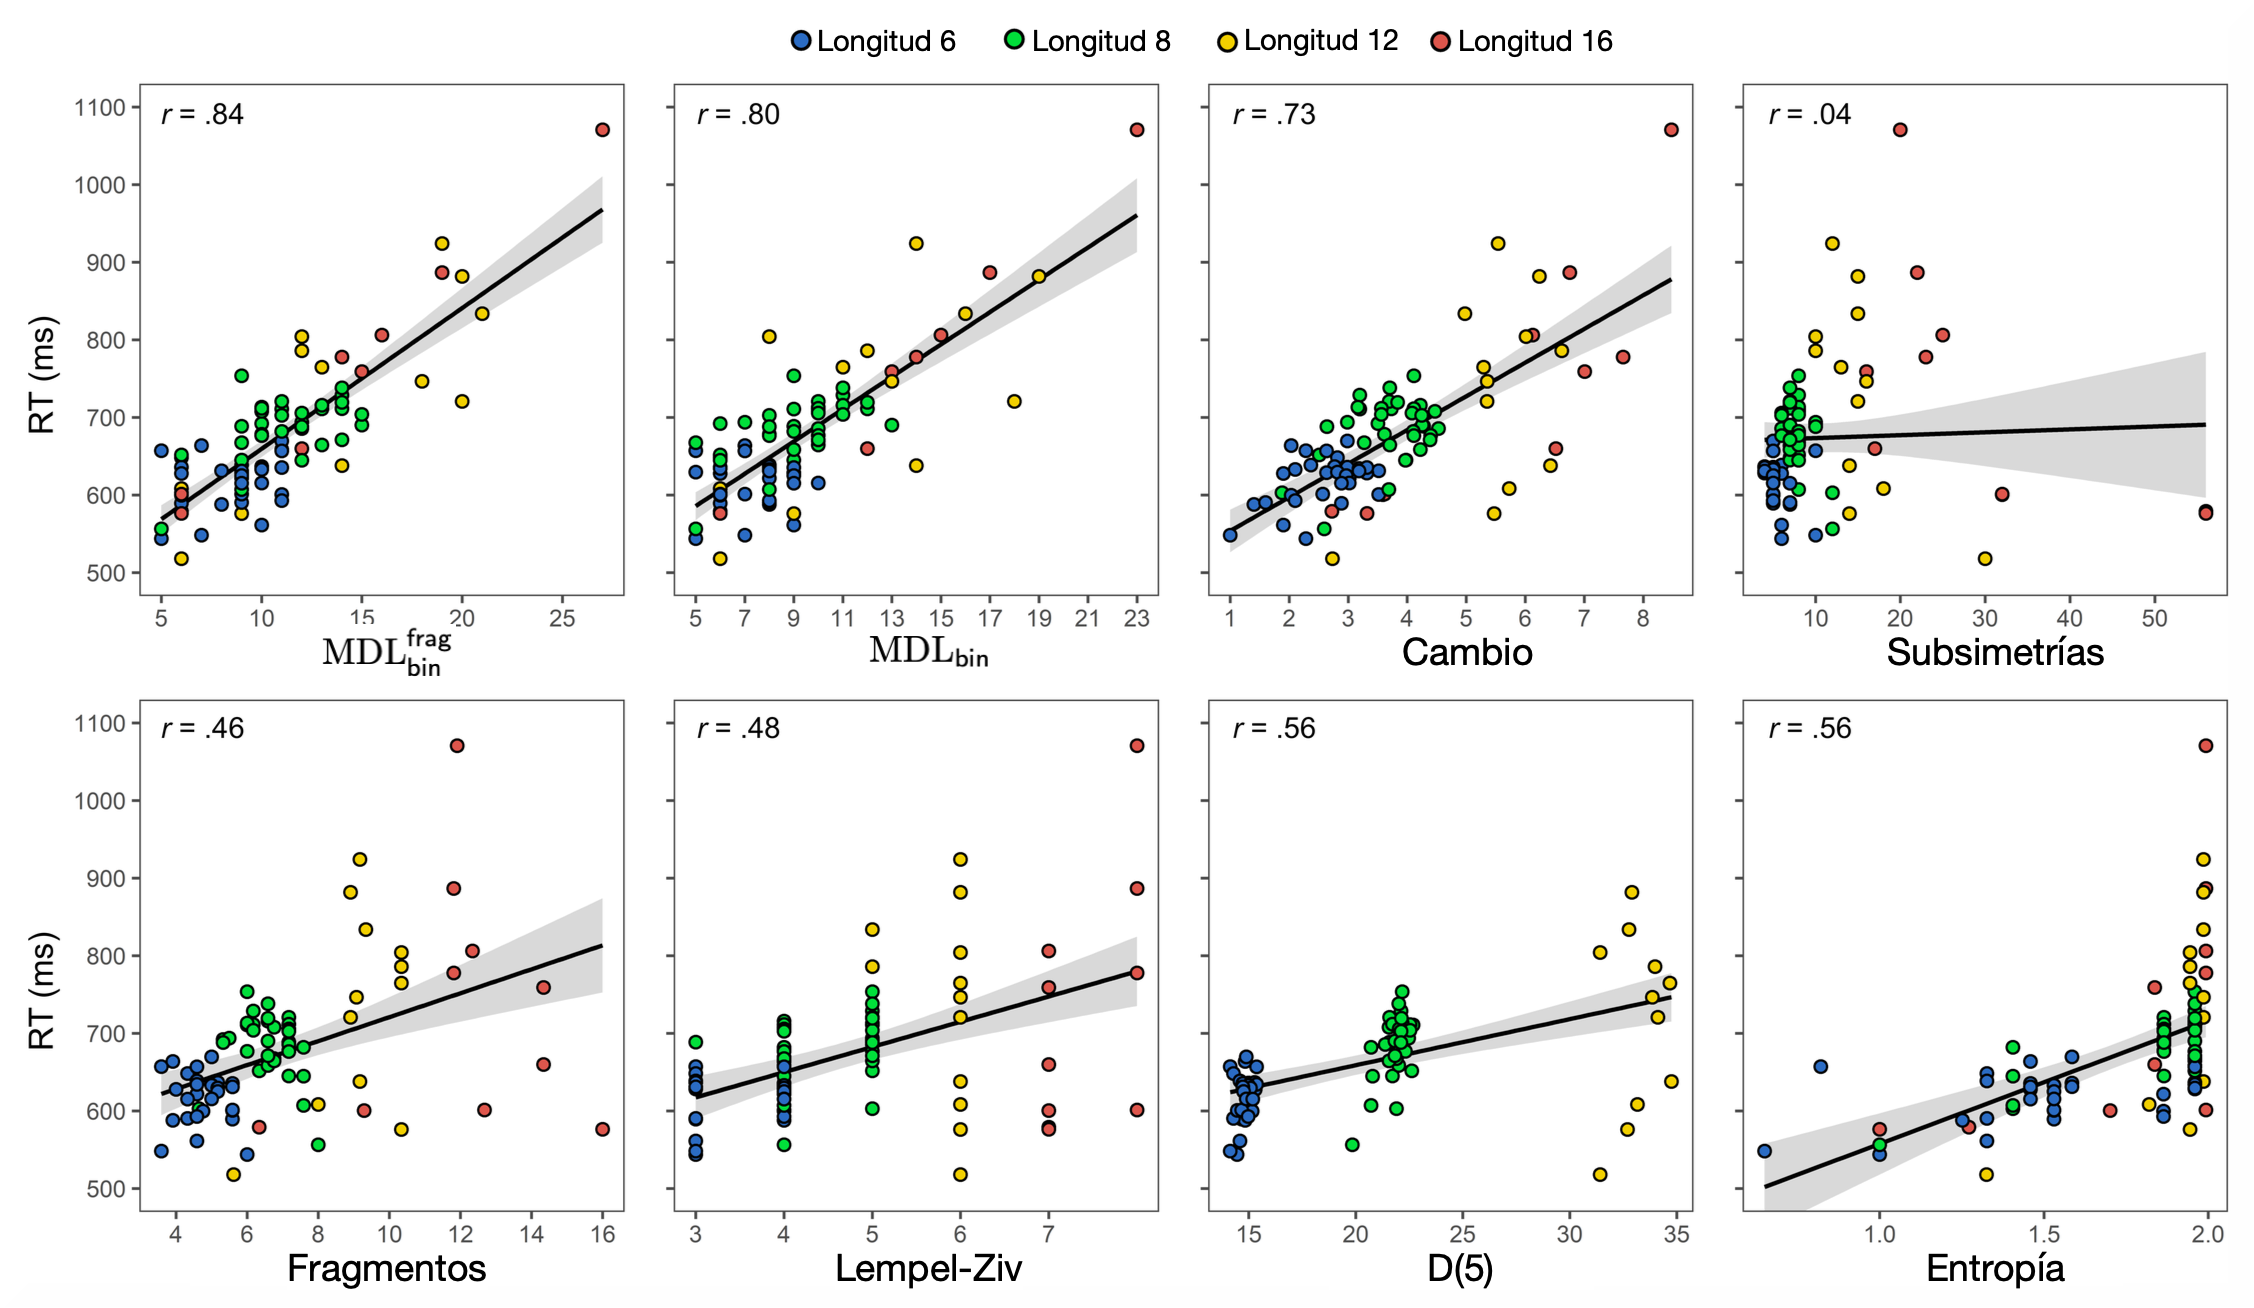 Longitud 6 Longitud 8 Longitud 12 Longitud 16
r = .84 r = .80 r = .73 r = .04
1100
1000
900
800
700
600
500
RT (ms)
5 10 15 20 25
5 7 9 11 13 15 17 19 21 23
1 2 3 4 5 6 7 8
10 20 30 40 50
MDL frag bin
MDL bin
Cambio
Subsimetrías
r = .46 r = .48 r = .56 r = .56
1100
1000
900
800
700
600
500
RT (ms)
4 6 8 10 12 14 16
3 4 5 6 7
15 20 25 30 35
1.0 1.5 2.0
Fragmentos
Lempel-Ziv
D(5)
Entropía